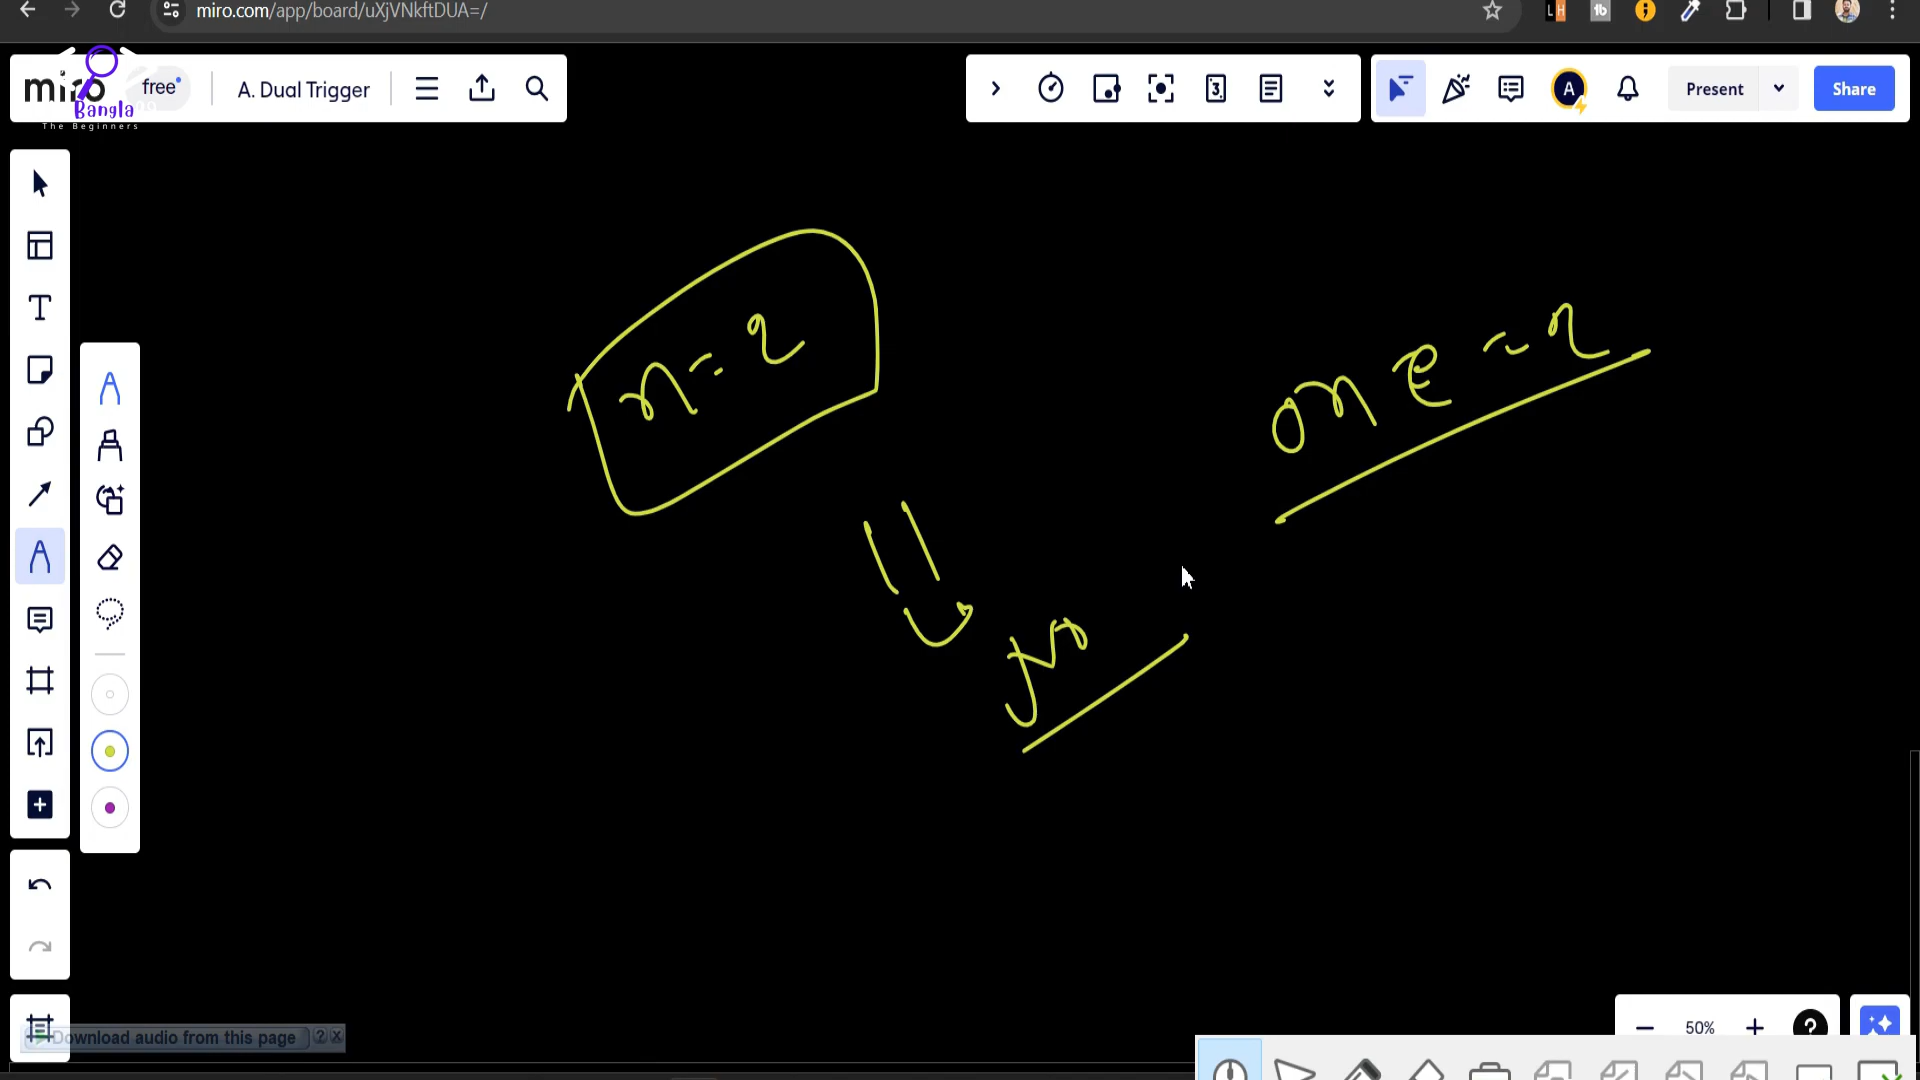 miro.com/app/board/uXjVNkftDUA=/
miro
free
A. Dual Trigger
Present
Share
Bangla
The Beginners
n = 2
one = 2
No
50%
Download audio from this page